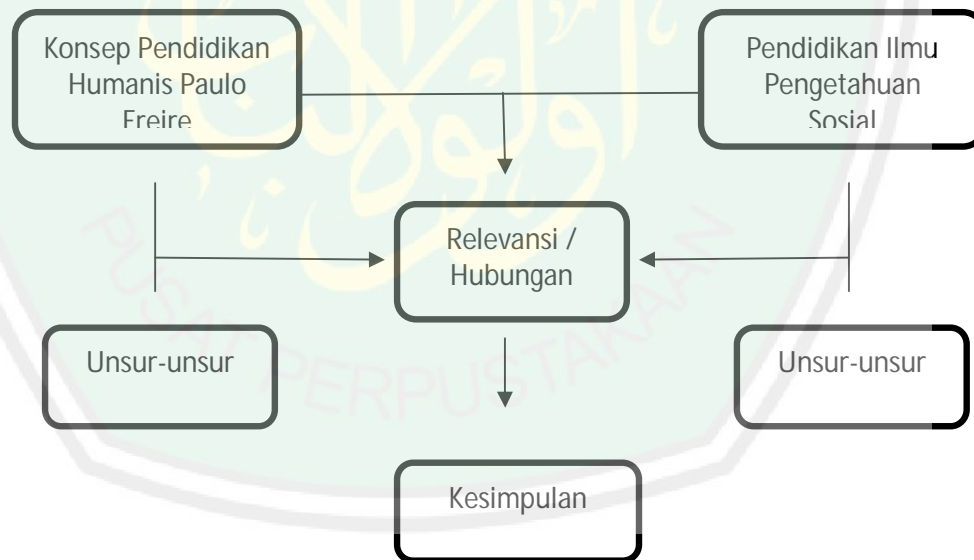 Konsep Pendidikan
Humanis Paulo
Freire
Pendidikan Ilmu
Pengetahuan
Sosial
Relevansi /
Hubungan
Unsur-unsur
Unsur-unsur
Kesimpulan
PUSAT PERPUSTAKAAN